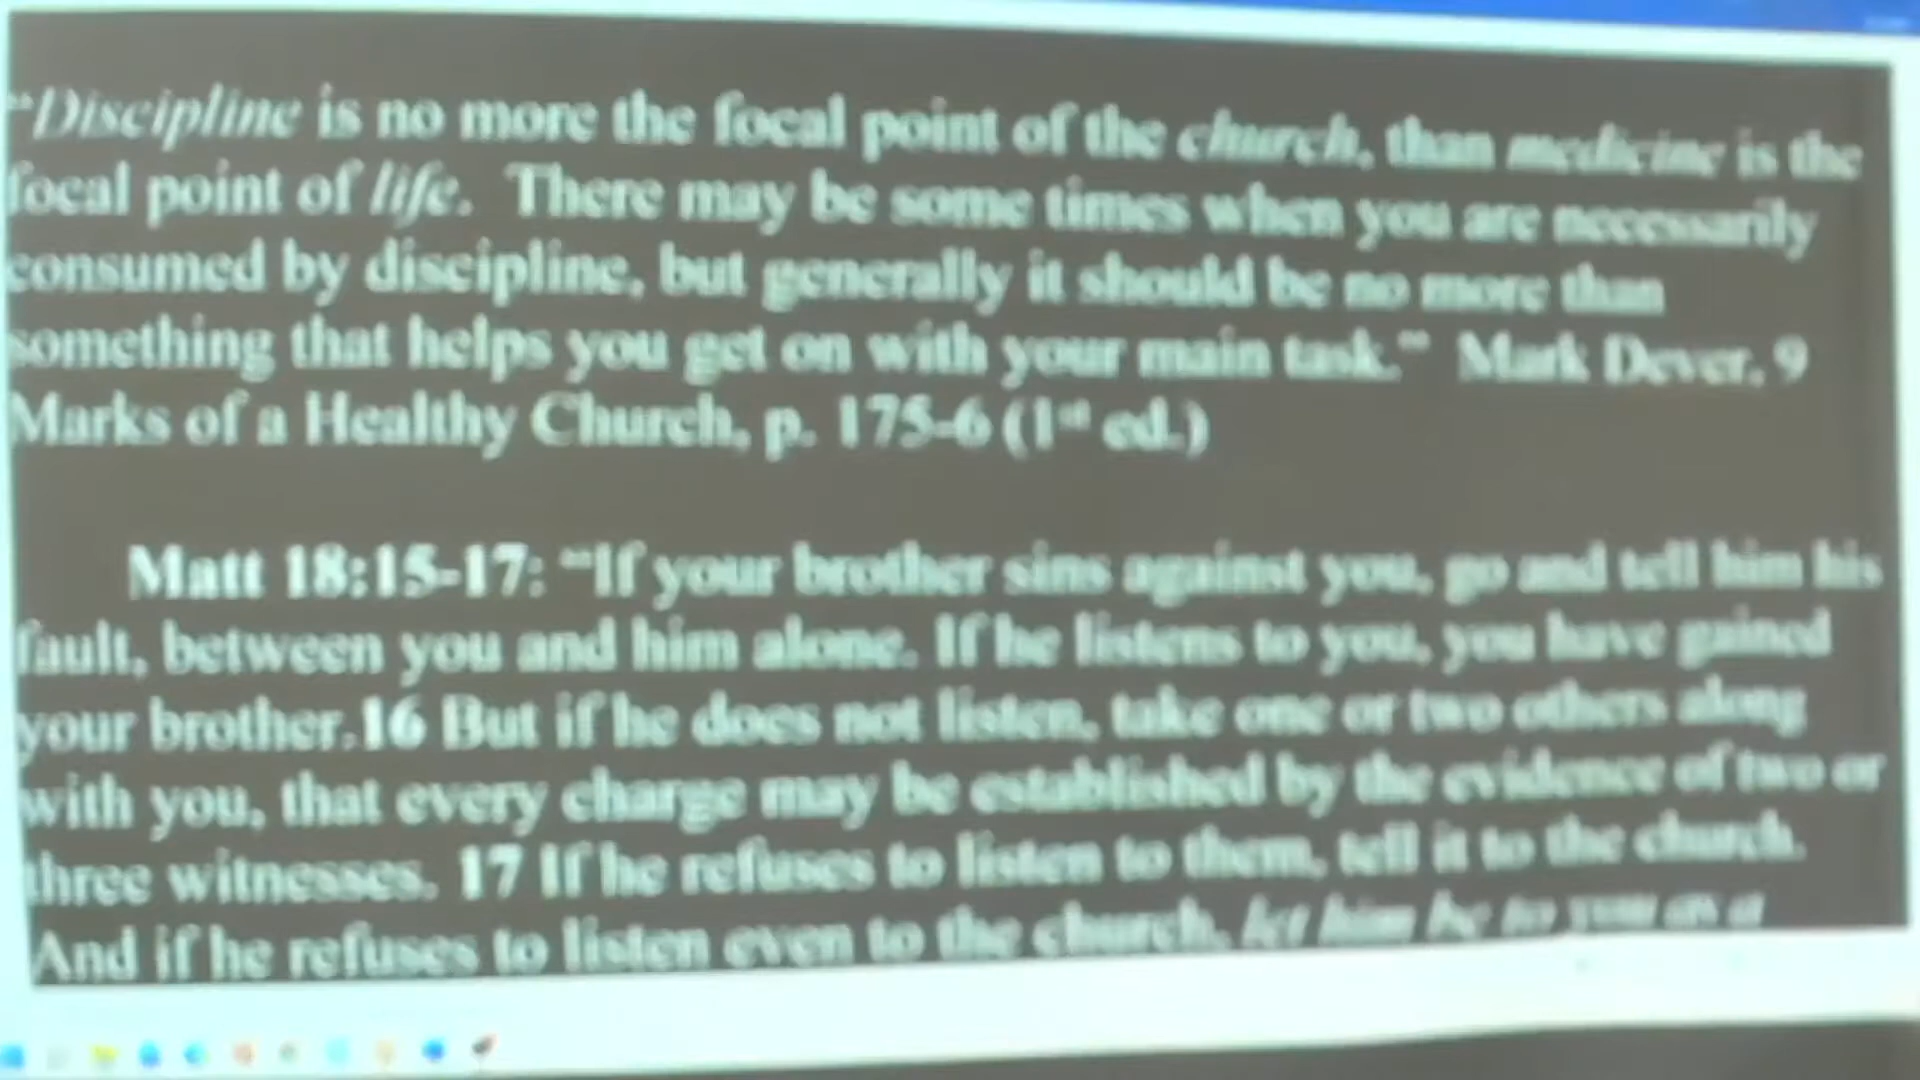 “Discipline is no more the focal point of the church, than medicine is the
focal point of life. There may be some times when you are necessarily
consumed by discipline, but generally it should be no more than
something that helps you get on with your main task.” Mark Dever, 9
Marks of a Healthy Church, p. 175-6 (1st ed.)
Matt 18:15-17: “If your brother sins against you, go and tell him his
fault, between you and him alone. If he listens to you, you have gained
your brother.16 But if he does not listen, take one or two others along
with you, that every charge may be established by the evidence of two or
three witnesses. 17 If he refuses to listen to them, tell it to the church.
And if he refuses to listen even to the church, let him be to you as a